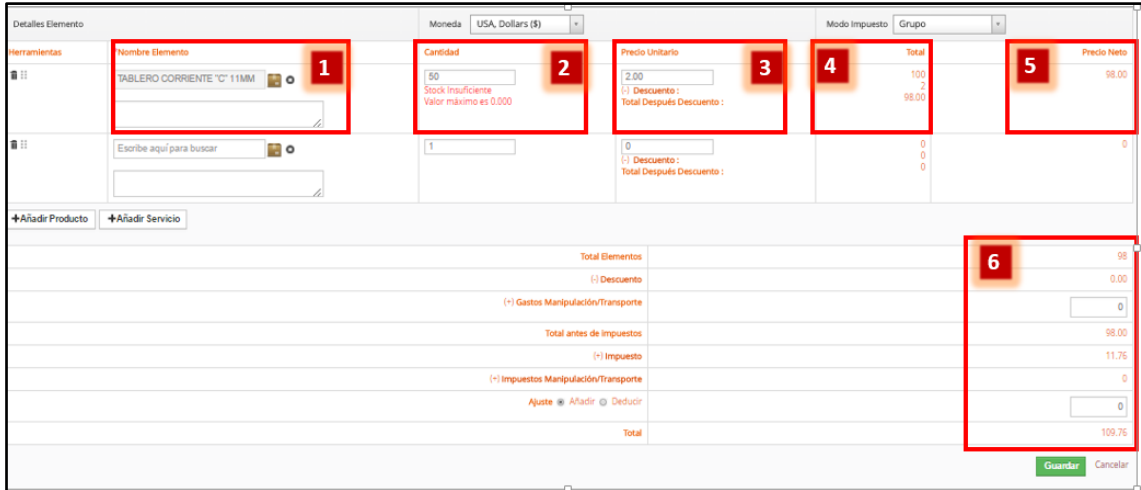 Detalles Elemento Moneda USA, Dollars ($) Modo Impuesto Grupo
Herramientas *Nombre Elemento Cantidad Precio Unitario Total Precio Neto
1 2 3 4 5
TABLERO CORRIENTE "C" 11MM 50 2.00 100 98.00
Stock Insuficiente (-) Descuento : 2
Valor máximo es 0.000 Total Después Descuento : 98.00
Escribe aquí para buscar 1 0 0 0
(-) Descuento : 0
Total Después Descuento : 0
+Añadir Producto +Añadir Servicio
6
Total Elementos 98
(-) Descuento 0.00
(+) Gastos Manipulación/Transporte 0
Total antes de impuestos 98.00
(+) Impuesto 11.76
(+) Impuestos Manipulación/Transporte 0
Ajuste Añadir Deducir 0
Total 109.76
Guardar Cancelar